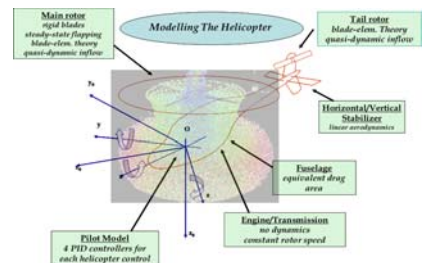 Modelling The Helicopter
Main rotor
rigid blades
steady-state flapping
blade-elem. theory
quasi-dynamic inflow
Tail rotor
blade-elem. Theory
quasi-dynamic inflow
Horizontal/Vertical
Stabilizer
linear aerodynamics
Fuselage
equivalent drag
area
Engine/Transmission
no dynamics
constant rotor speed
Pilot Model
4 PID controllers for
each helicopter control
y
O